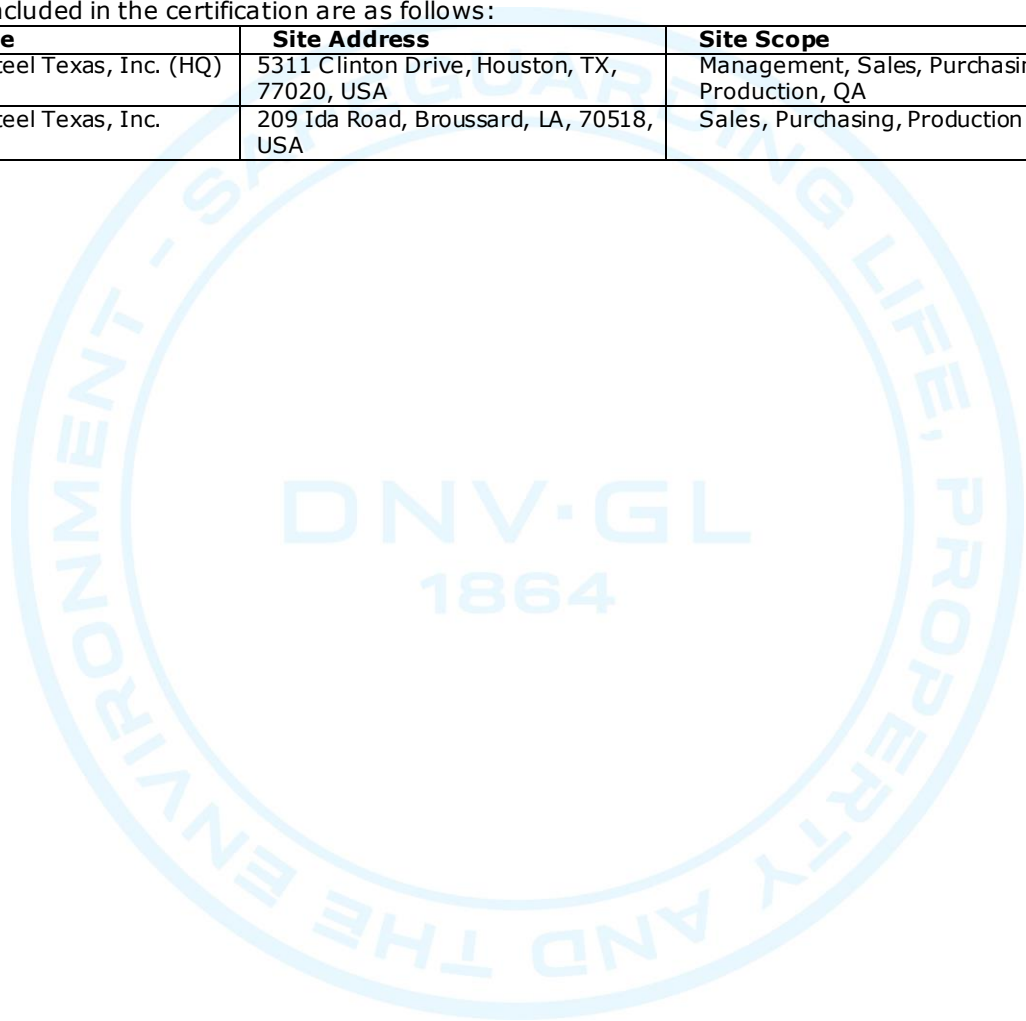 cluded in the certification are as follows:
e Site Address Site Scope
teel Texas, Inc. (HQ) 5311 Clinton Drive, Houston, TX, Management, Sales, Purchasin
77020, USA Production, QA
teel Texas, Inc. 209 Ida Road, Broussard, LA, 70518, Sales, Purchasing, Production
USA
SAFEGUARDING LIFE, PROPERTY AND THE ENVIRONMENT -
DNV·GL
1864